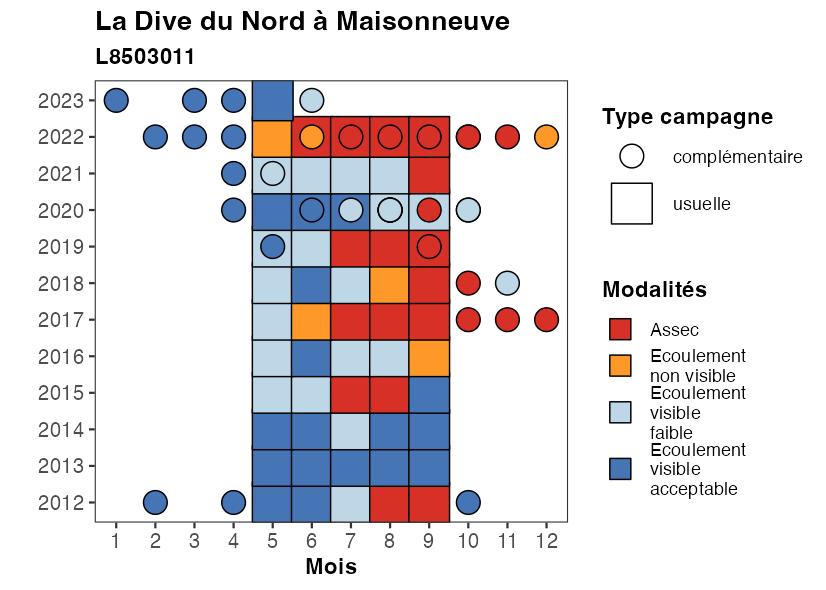 La Dive du Nord à Maisonneuve
L8503011
2023
2022
2021
2020
2019
2018
2017
2016
2015
2014
2013
2012
1 2 3 4 5 6 7 8 9 10 11 12
Mois
Type campagne
complémentaire
usuelle
Modalités
Assec
Ecoulement
non visible
Ecoulement
visible
faible
Ecoulement
visible
acceptable